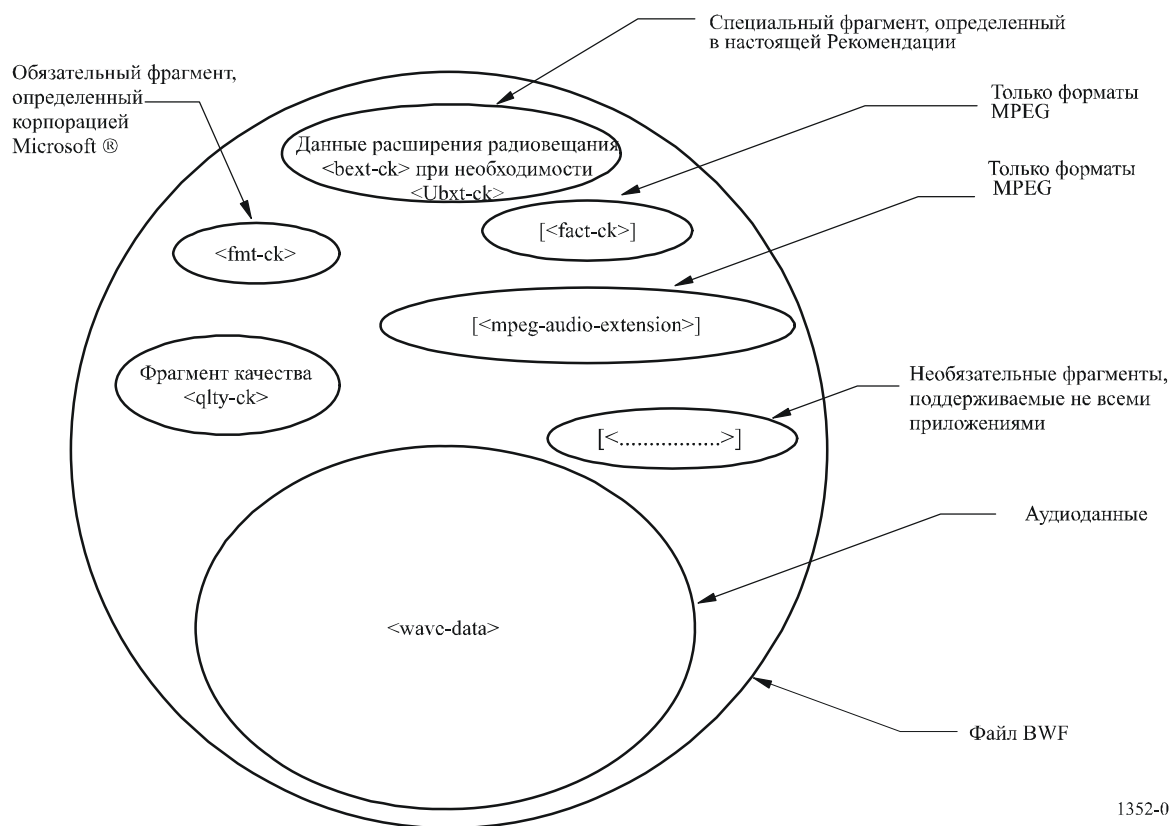 Специальный фрагмент, определенный
в настоящей Рекомендации
Обязательный фрагмент,
определенный
корпорацией
Microsoft ®
Только форматы
MPEG
Данные расширения радиовещания
<bext-ck> при необходимости
<Ubxt-ck>
Только форматы
MPEG
[<fact-ck>]
<fmt-ck>
[<mpeg-audio-extension>]
Фрагмент качества
<qlty-ck>
Необязательные фрагменты,
поддерживаемые не всеми
приложениями
[<.................>]
Аудиоданные
<wave-data>
Файл BWF
1352-0